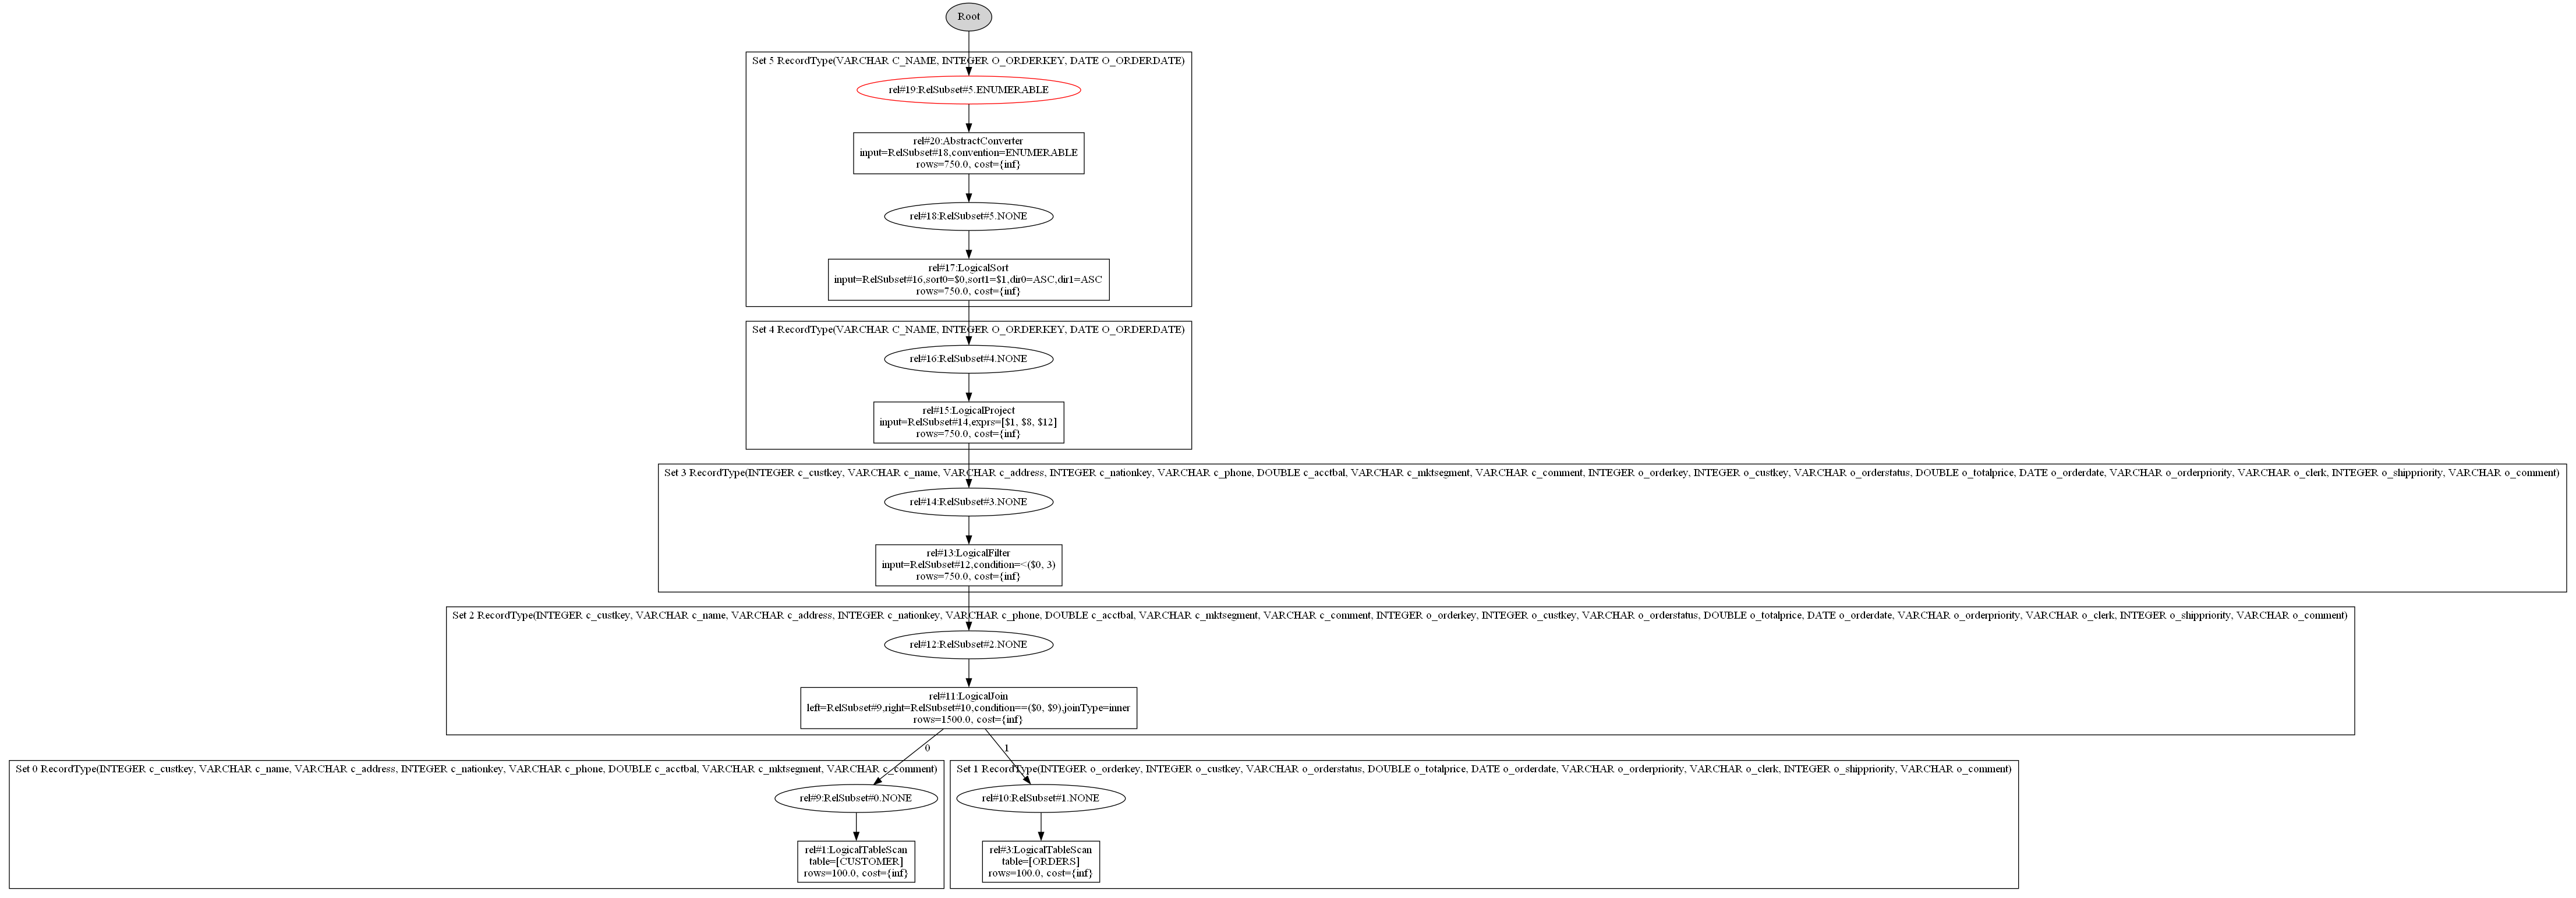 Root
Set 5 RecordType(VARCHAR C_NAME, INTEGER O_ORDERKEY, DATE O_ORDERDATE)
rel#19:RelSubset#5.ENUMERABLE
rel#20:AbstractConverter
input=RelSubset#18,convention=ENUMERABLE
rows=750.0, cost={inf}
rel#18:RelSubset#5.NONE
rel#17:LogicalSort
input=RelSubset#16,sort0=$0,sort1=$1,dir0=ASC,dir1=ASC
rows=750.0, cost={inf}
Set 4 RecordType(VARCHAR C_NAME, INTEGER O_ORDERKEY, DATE O_ORDERDATE)
rel#16:RelSubset#4.NONE
rel#15:LogicalProject
input=RelSubset#14,exprs=[$1, $8, $12]
rows=750.0, cost={inf}
Set 3 RecordType(INTEGER c_custkey, VARCHAR c_name, VARCHAR c_address, INTEGER c_nationkey, VARCHAR c_phone, DOUBLE c_acctbal, VARCHAR c_mktsegment, VARCHAR c_comment, INTEGER o_orderkey, INTEGER o_custkey, VARCHAR o_orderstatus, DOUBLE o_totalprice, DATE o_orderdate, VARCHAR o_orderpriority, VARCHAR o_clerk, INTEGER o_shippriority, VARCHAR o_comment)
rel#14:RelSubset#3.NONE
rel#13:LogicalFilter
input=RelSubset#12,condition=<($0, 3)
rows=750.0, cost={inf}
Set 2 RecordType(INTEGER c_custkey, VARCHAR c_name, VARCHAR c_address, INTEGER c_nationkey, VARCHAR c_phone, DOUBLE c_acctbal, VARCHAR c_mktsegment, VARCHAR c_comment, INTEGER o_orderkey, INTEGER o_custkey, VARCHAR o_orderstatus, DOUBLE o_totalprice, DATE o_orderdate, VARCHAR o_orderpriority, VARCHAR o_clerk, INTEGER o_shippriority, VARCHAR o_comment)
rel#12:RelSubset#2.NONE
rel#11:LogicalJoin
left=RelSubset#9,right=RelSubset#10,condition==($0, $9),joinType=inner
rows=1500.0, cost={inf}
0
1
Set 0 RecordType(INTEGER c_custkey, VARCHAR c_name, VARCHAR c_address, INTEGER c_nationkey, VARCHAR c_phone, DOUBLE c_acctbal, VARCHAR c_mktsegment, VARCHAR c_comment)
rel#9:RelSubset#0.NONE
rel#1:LogicalTableScan
table=[CUSTOMER]
rows=100.0, cost={inf}
Set 1 RecordType(INTEGER o_orderkey, INTEGER o_custkey, VARCHAR o_orderstatus, DOUBLE o_totalprice, DATE o_orderdate, VARCHAR o_orderpriority, VARCHAR o_clerk, INTEGER o_shippriority, VARCHAR o_comment)
rel#10:RelSubset#1.NONE
rel#3:LogicalTableScan
table=[ORDERS]
rows=100.0, cost={inf}